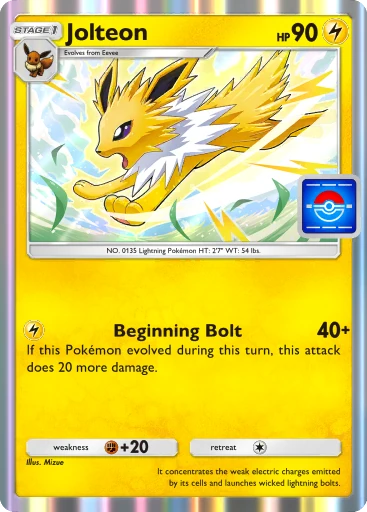 STAGE 1 Jolteon HP 90
Evolves from Eevee
NO. 0135 Lightning Pokémon HT: 2'7" WT: 54 lbs.
Beginning Bolt 40+
If this Pokémon evolved during this turn, this attack
does 20 more damage.
weakness +20 retreat
Illus. Mizue
It concentrates the weak electric charges emitted
by its cells and launches wicked lightning bolts.